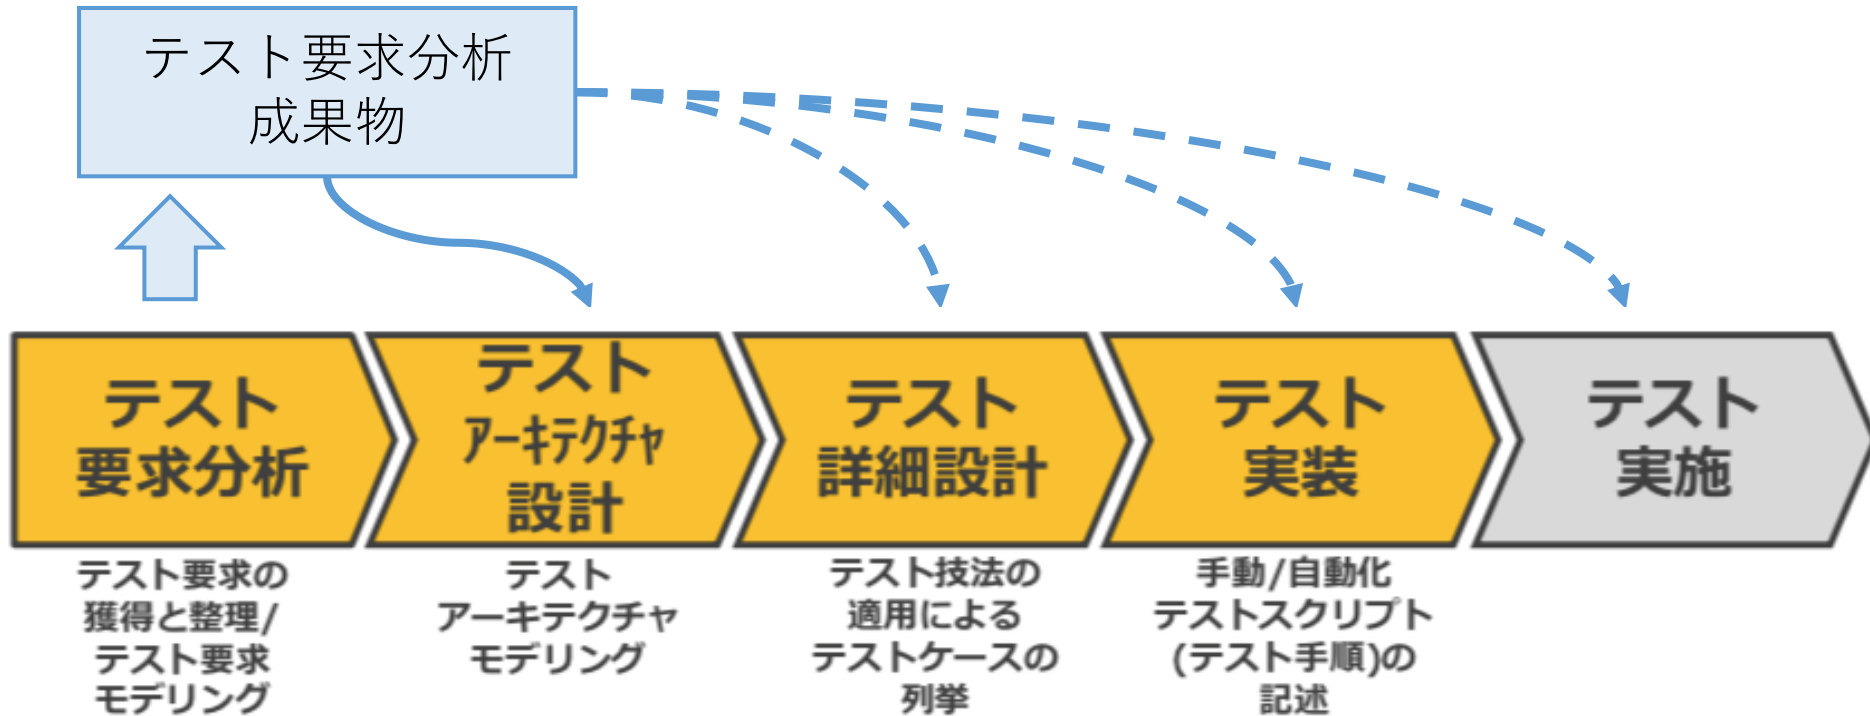 テスト要求分析
成果物
テスト
要求分析
テスト
アーキテクチャ
設計
テスト
詳細設計
テスト
実装
テスト
実施
テスト要求の
獲得と整理/
テスト要求
モデリング
テスト
アーキテクチャ
モデリング
テスト技法の
適用による
テストケースの
列挙
手動/自動化
テストスクリプト
(テスト手順)の
記述